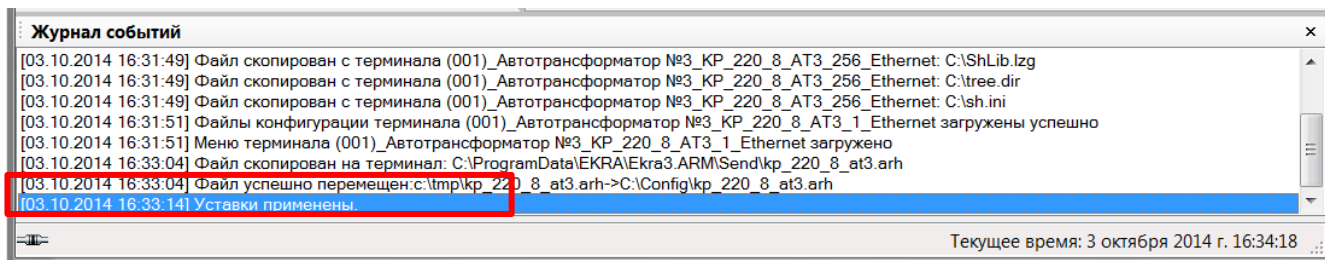 Журнал событий
[03.10.2014 16:31:49] Файл скопирован с терминала (001)_Автотрансформатор №3_KP_220_8_AT3_256_Ethernet: C:\ShLib.lzg
[03.10.2014 16:31:49] Файл скопирован с терминала (001)_Автотрансформатор №3_KP_220_8_AT3_256_Ethernet: C:\tree.dir
[03.10.2014 16:31:49] Файл скопирован с терминала (001)_Автотрансформатор №3_KP_220_8_AT3_256_Ethernet: C:\sh.ini
[03.10.2014 16:31:51] Файлы конфигурации терминала (001)_Автотрансформатор №3_KP_220_8_AT3_1_Ethernet загружены успешно
[03.10.2014 16:31:51] Меню терминала (001)_Автотрансформатор №3_KP_220_8_AT3_1_Ethernet загружено
[03.10.2014 16:33:04] Файл скопирован на терминал: C:\ProgramData\EKRA\Ekra3.ARM\Send\kp_220_8_at3.arh
[03.10.2014 16:33:04] Файл успешно перемещен:c:\tmp\kp_220_8_at3.arh->C:\Config\kp_220_8_at3.arh
[03.10.2014 16:33:14] Уставки применены.
Текущее время: 3 октября 2014 г. 16:34:18